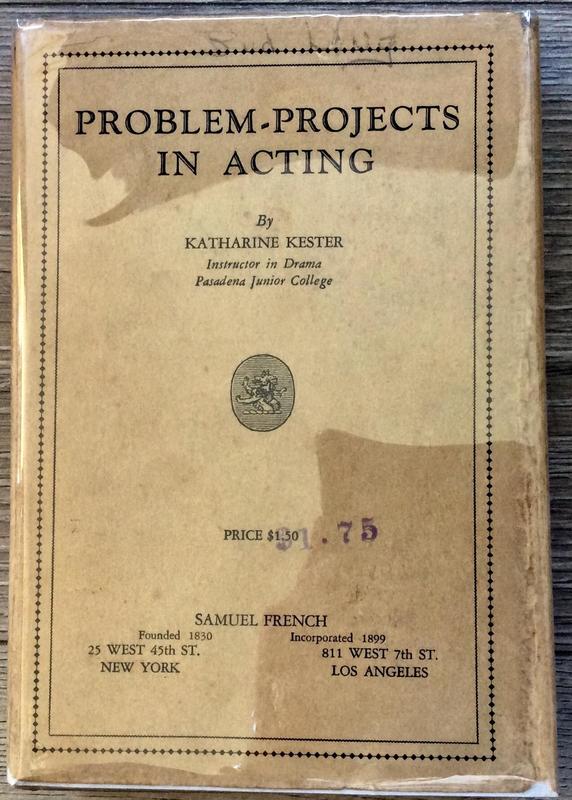 PROBLEM-PROJECTS
IN ACTING
By
KATHARINE KESTER
Instructor in Drama
Pasadena Junior College
PRICE $1.50 $1.75
SAMUEL FRENCH
Founded 1830 Incorporated 1899
25 WEST 45th ST. 811 WEST 7th ST.
NEW YORK LOS ANGELES